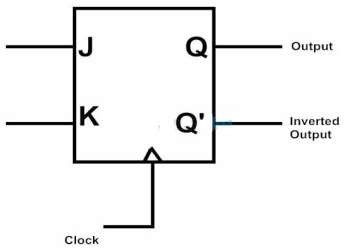 J
Q
Output
K
Q'
Inverted
Output
Clock